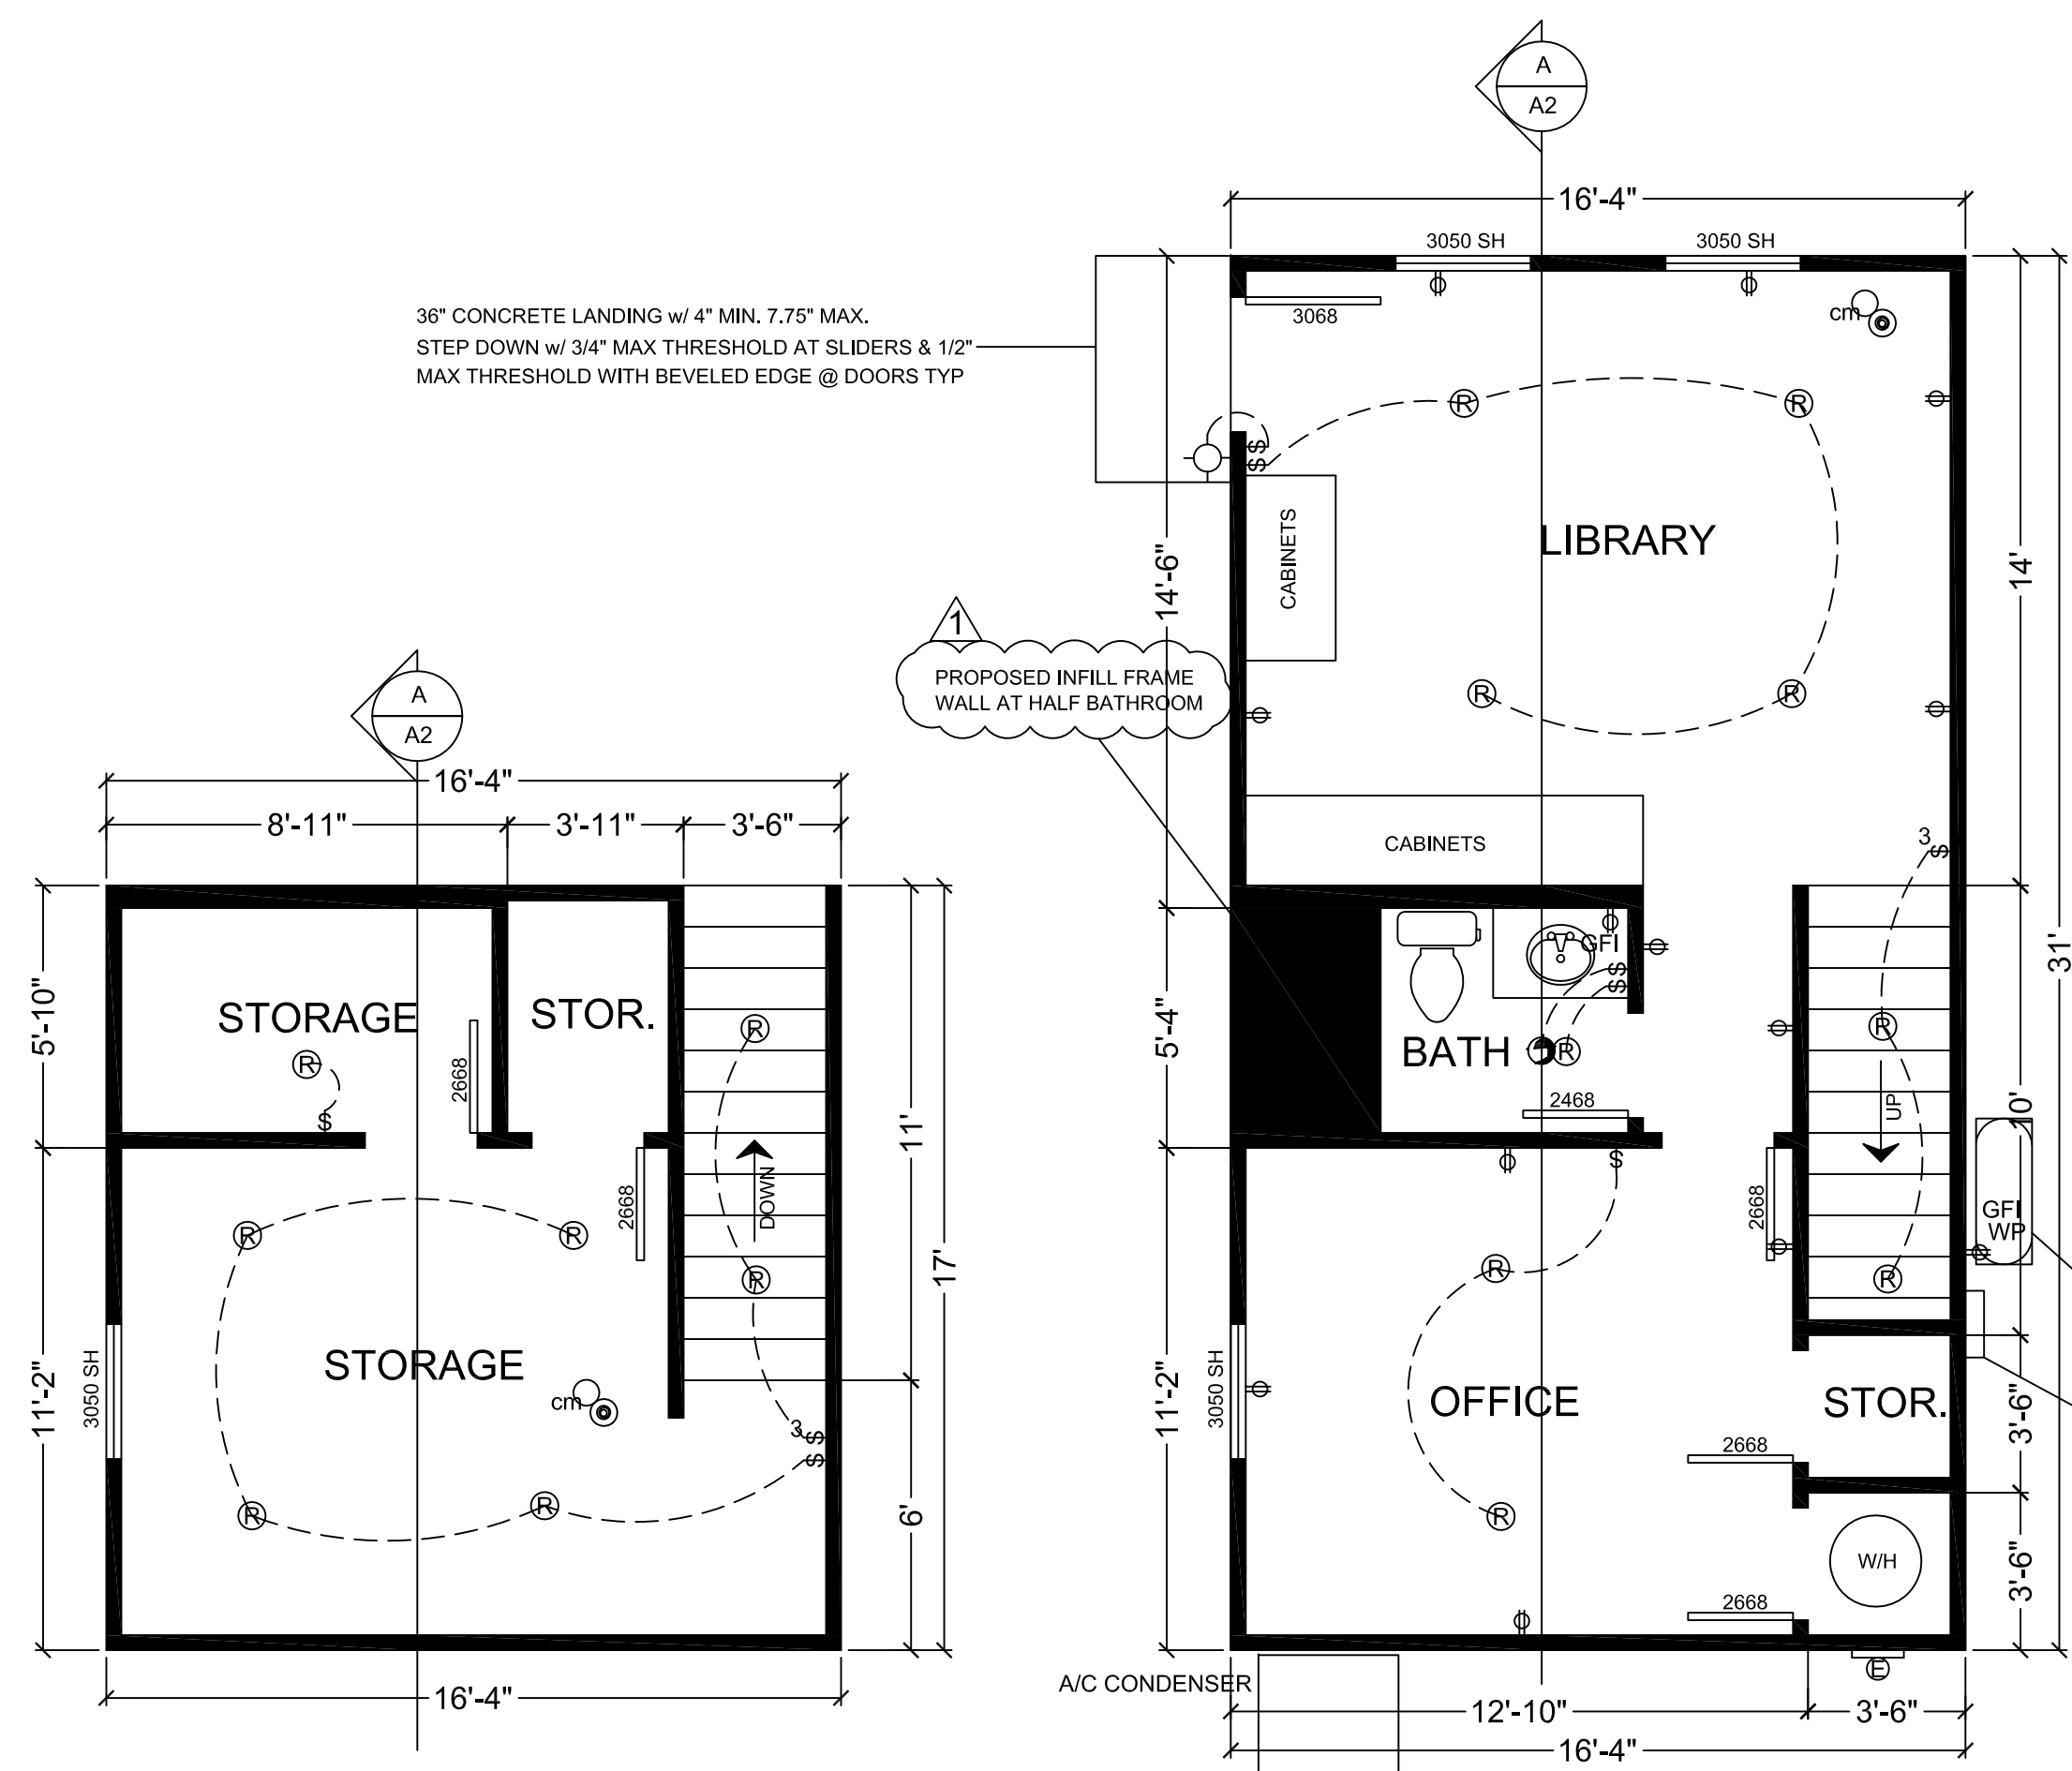 A
A2
16'-4"
3050 SH
3050 SH
36" CONCRETE LANDING w/ 4" MIN. 7.75" MAX.
STEP DOWN w/ 3/4" MAX THRESHOLD AT SLIDERS & 1/2"
MAX THRESHOLD WITH BEVELED EDGE @ DOORS TYP
3068
cm
R
R
$
$
CABINETS
LIBRARY
14'-6"
14'
31'
1
PROPOSED INFILL FRAME
WALL AT HALF BATHROOM
R
R
CABINETS
3
$
GFI
$
$
BATH
R
R
5'-4"
2468
UP
10'
$
2668
R
R
GFI
WP
11'-2"
3050 SH
OFFICE
STOR.
3'-6"
2668
R
W/H
3'-6"
2668
E
A/C CONDENSER
12'-10"
3'-6"
16'-4"
A
A2
16'-4"
8'-11"
3'-11"
3'-6"
5'-10"
STORAGE
STOR.
R
R
2668
$
11'
17'
2668
DOWN
R
R
R
11'-2"
3050 SH
STORAGE
cm
3
$
$
R
R
6'
16'-4"